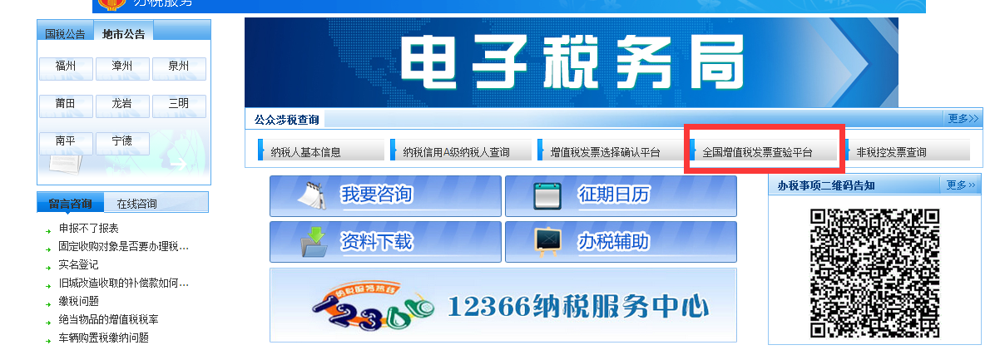 办税服务
国税公告 地市公告
福州 漳州 泉州
莆田 龙岩 三明
南平 宁德
留言咨询 在线咨询
申报不了报表
固定收购对象是否要办理税...
实名登记
旧城改造收取的补偿款如何...
缴税问题
绝当物品的增值税税率
车辆购置税缴纳问题
电子税务局
公众涉税查询 更多>>
纳税人基本信息 纳税信用A级纳税人查询 增值税发票选择确认平台 全国增值税发票查验平台 非税控发票查询
我要咨询 征期日历
资料下载 办税辅助
纳税服务热线
12366 12366纳税服务中心
办税事项二维码告知 更多>>